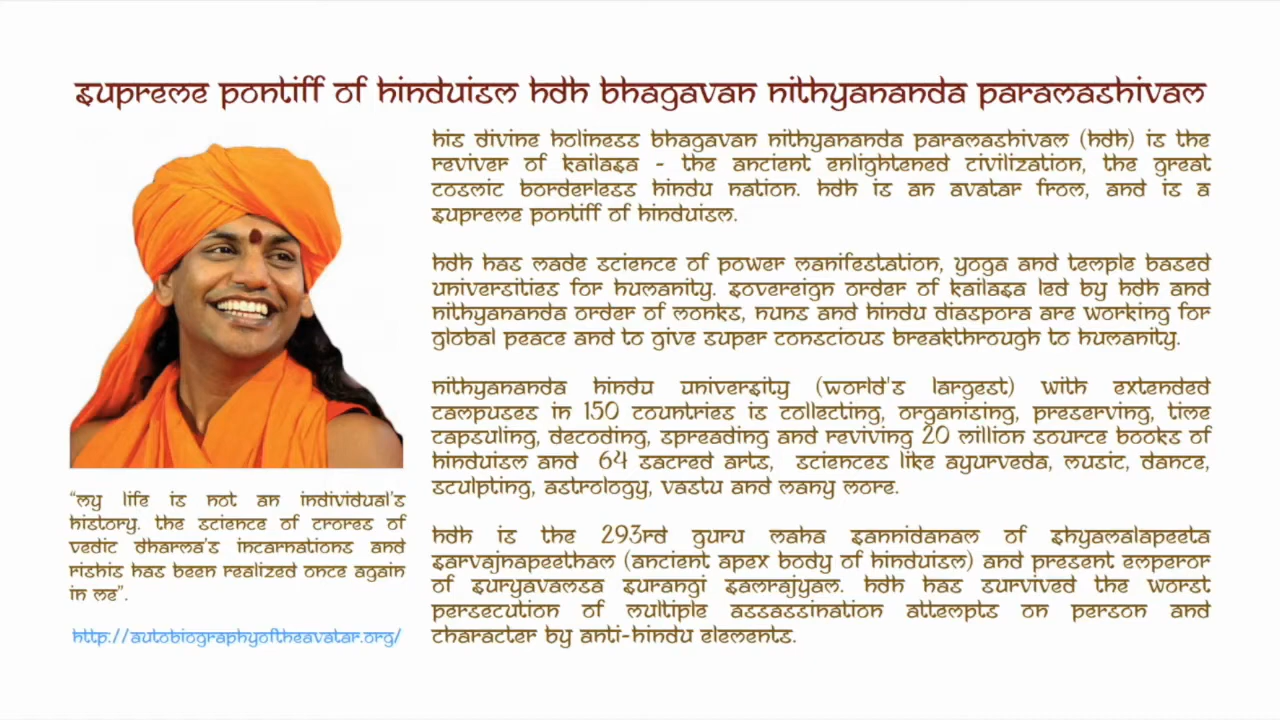 supreme pontiff of hinduism hdh bhagavan nithyananda paramashivam
his divine holiness bhagavan nithyananda paramashivam (hdh) is the
reviver of kailaṣa - the ancient enlightened civilization, the great
cosmic borderless hindu nation. hdh is an avatar from, and is a
supreme pontiff of hinduism.
hdh has made science of power manifestation, yoga and temple based
universities for humanity. sovereign order of kailaṣa led by hdh and
nithyananda order of monks, nuns and hindu diaspora are working for
global peace and to give super conscious breakthrough to humanity.
nithyananda hindu university (world's largest) with extended
campuses in 150 countries is collecting, organising, preserving, time
capsuling, decoding, spreading and reviving 20 million source books of
hinduism and 64 sacred arts, sciences like ayurveda, music, dance,
sculpting, astrology, vastu and many more.
hdh is the 293rd guru maha sannidanam of shyamalapeeta
sarvajnapeetham (ancient apex body of hinduism) and present emperor
of suryavamsa surangi samrajyam. hdh has survived the worst
persecution of multiple assassination attempts on person and
character by anti-hindu elements.
"my life is not an individual's
history. the science of crores of
vedic dharma's incarnations and
rishis has been realized once again
in me".
http://autobiographyoftheavatar.org/